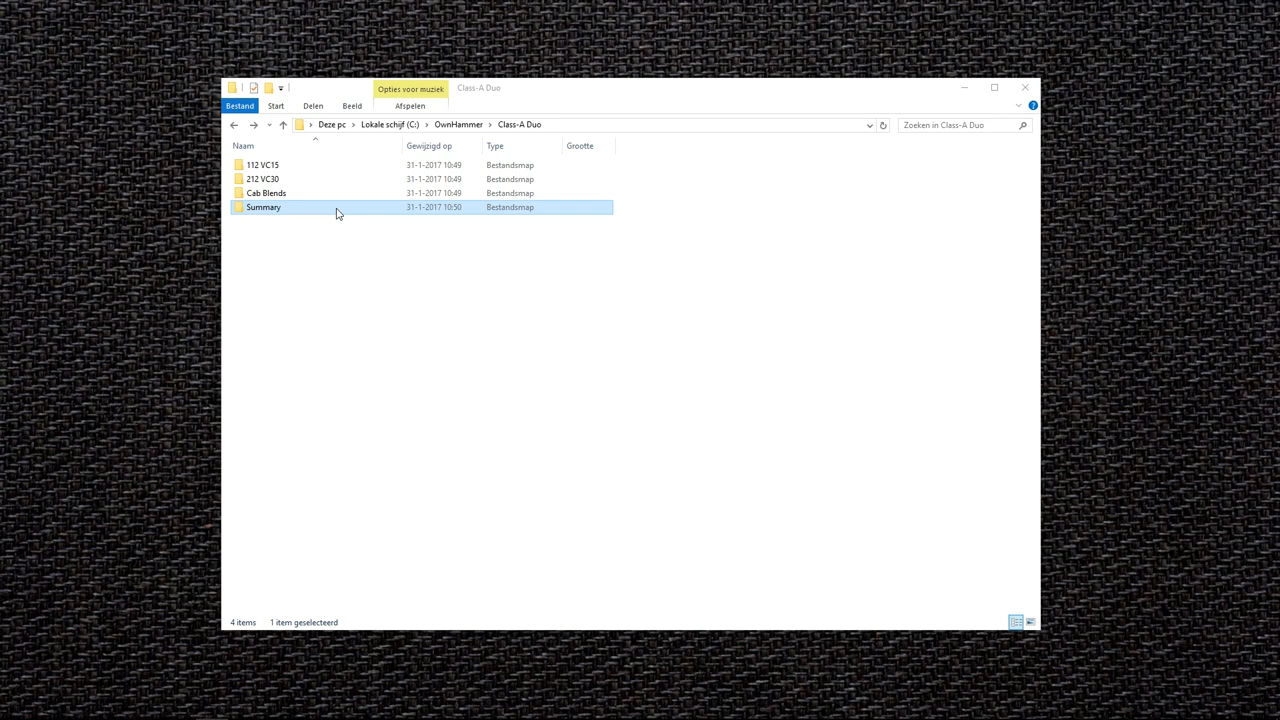 Opties voor muziek Class-A Duo
Bestand Start Delen Beeld Afspelen
Deze pc Lokale schijf (C:) OwnHammer Class-A Duo Zoeken in Class-A Duo
Naam Gewijzigd op Type Grootte
112 VC15 31-1-2017 10:49 Bestandsmap
212 VC30 31-1-2017 10:49 Bestandsmap
Cab Blends 31-1-2017 10:49 Bestandsmap
Summary 31-1-2017 10:50 Bestandsmap
4 items 1 item geselecteerd